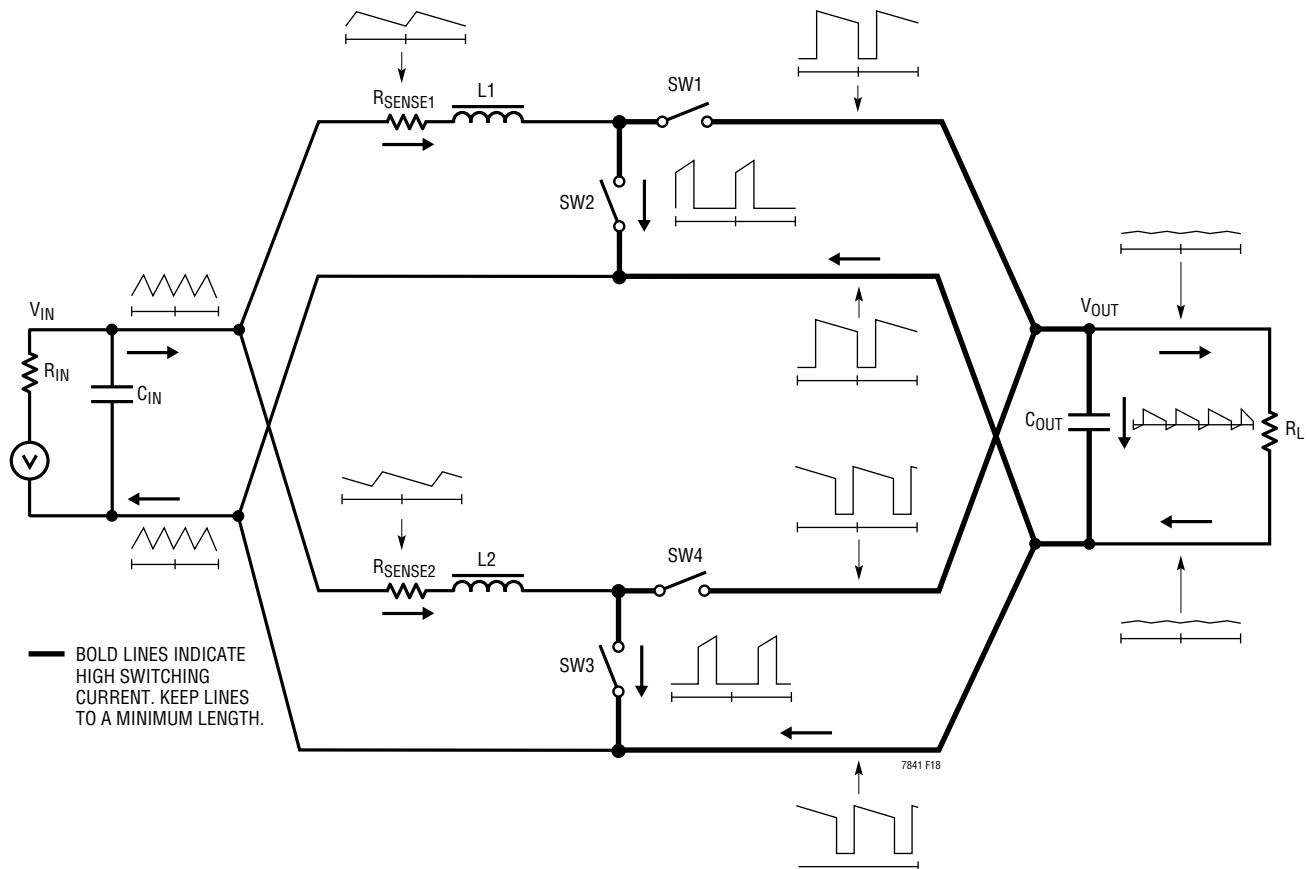 RSENSE1
L1
SW1
SW2
VIN
RIN
CIN
V
VOUT
COUT
RL
RSENSE2
L2
SW4
SW3
BOLD LINES INDICATE
HIGH SWITCHING
CURRENT. KEEP LINES
TO A MINIMUM LENGTH.
7841 F18